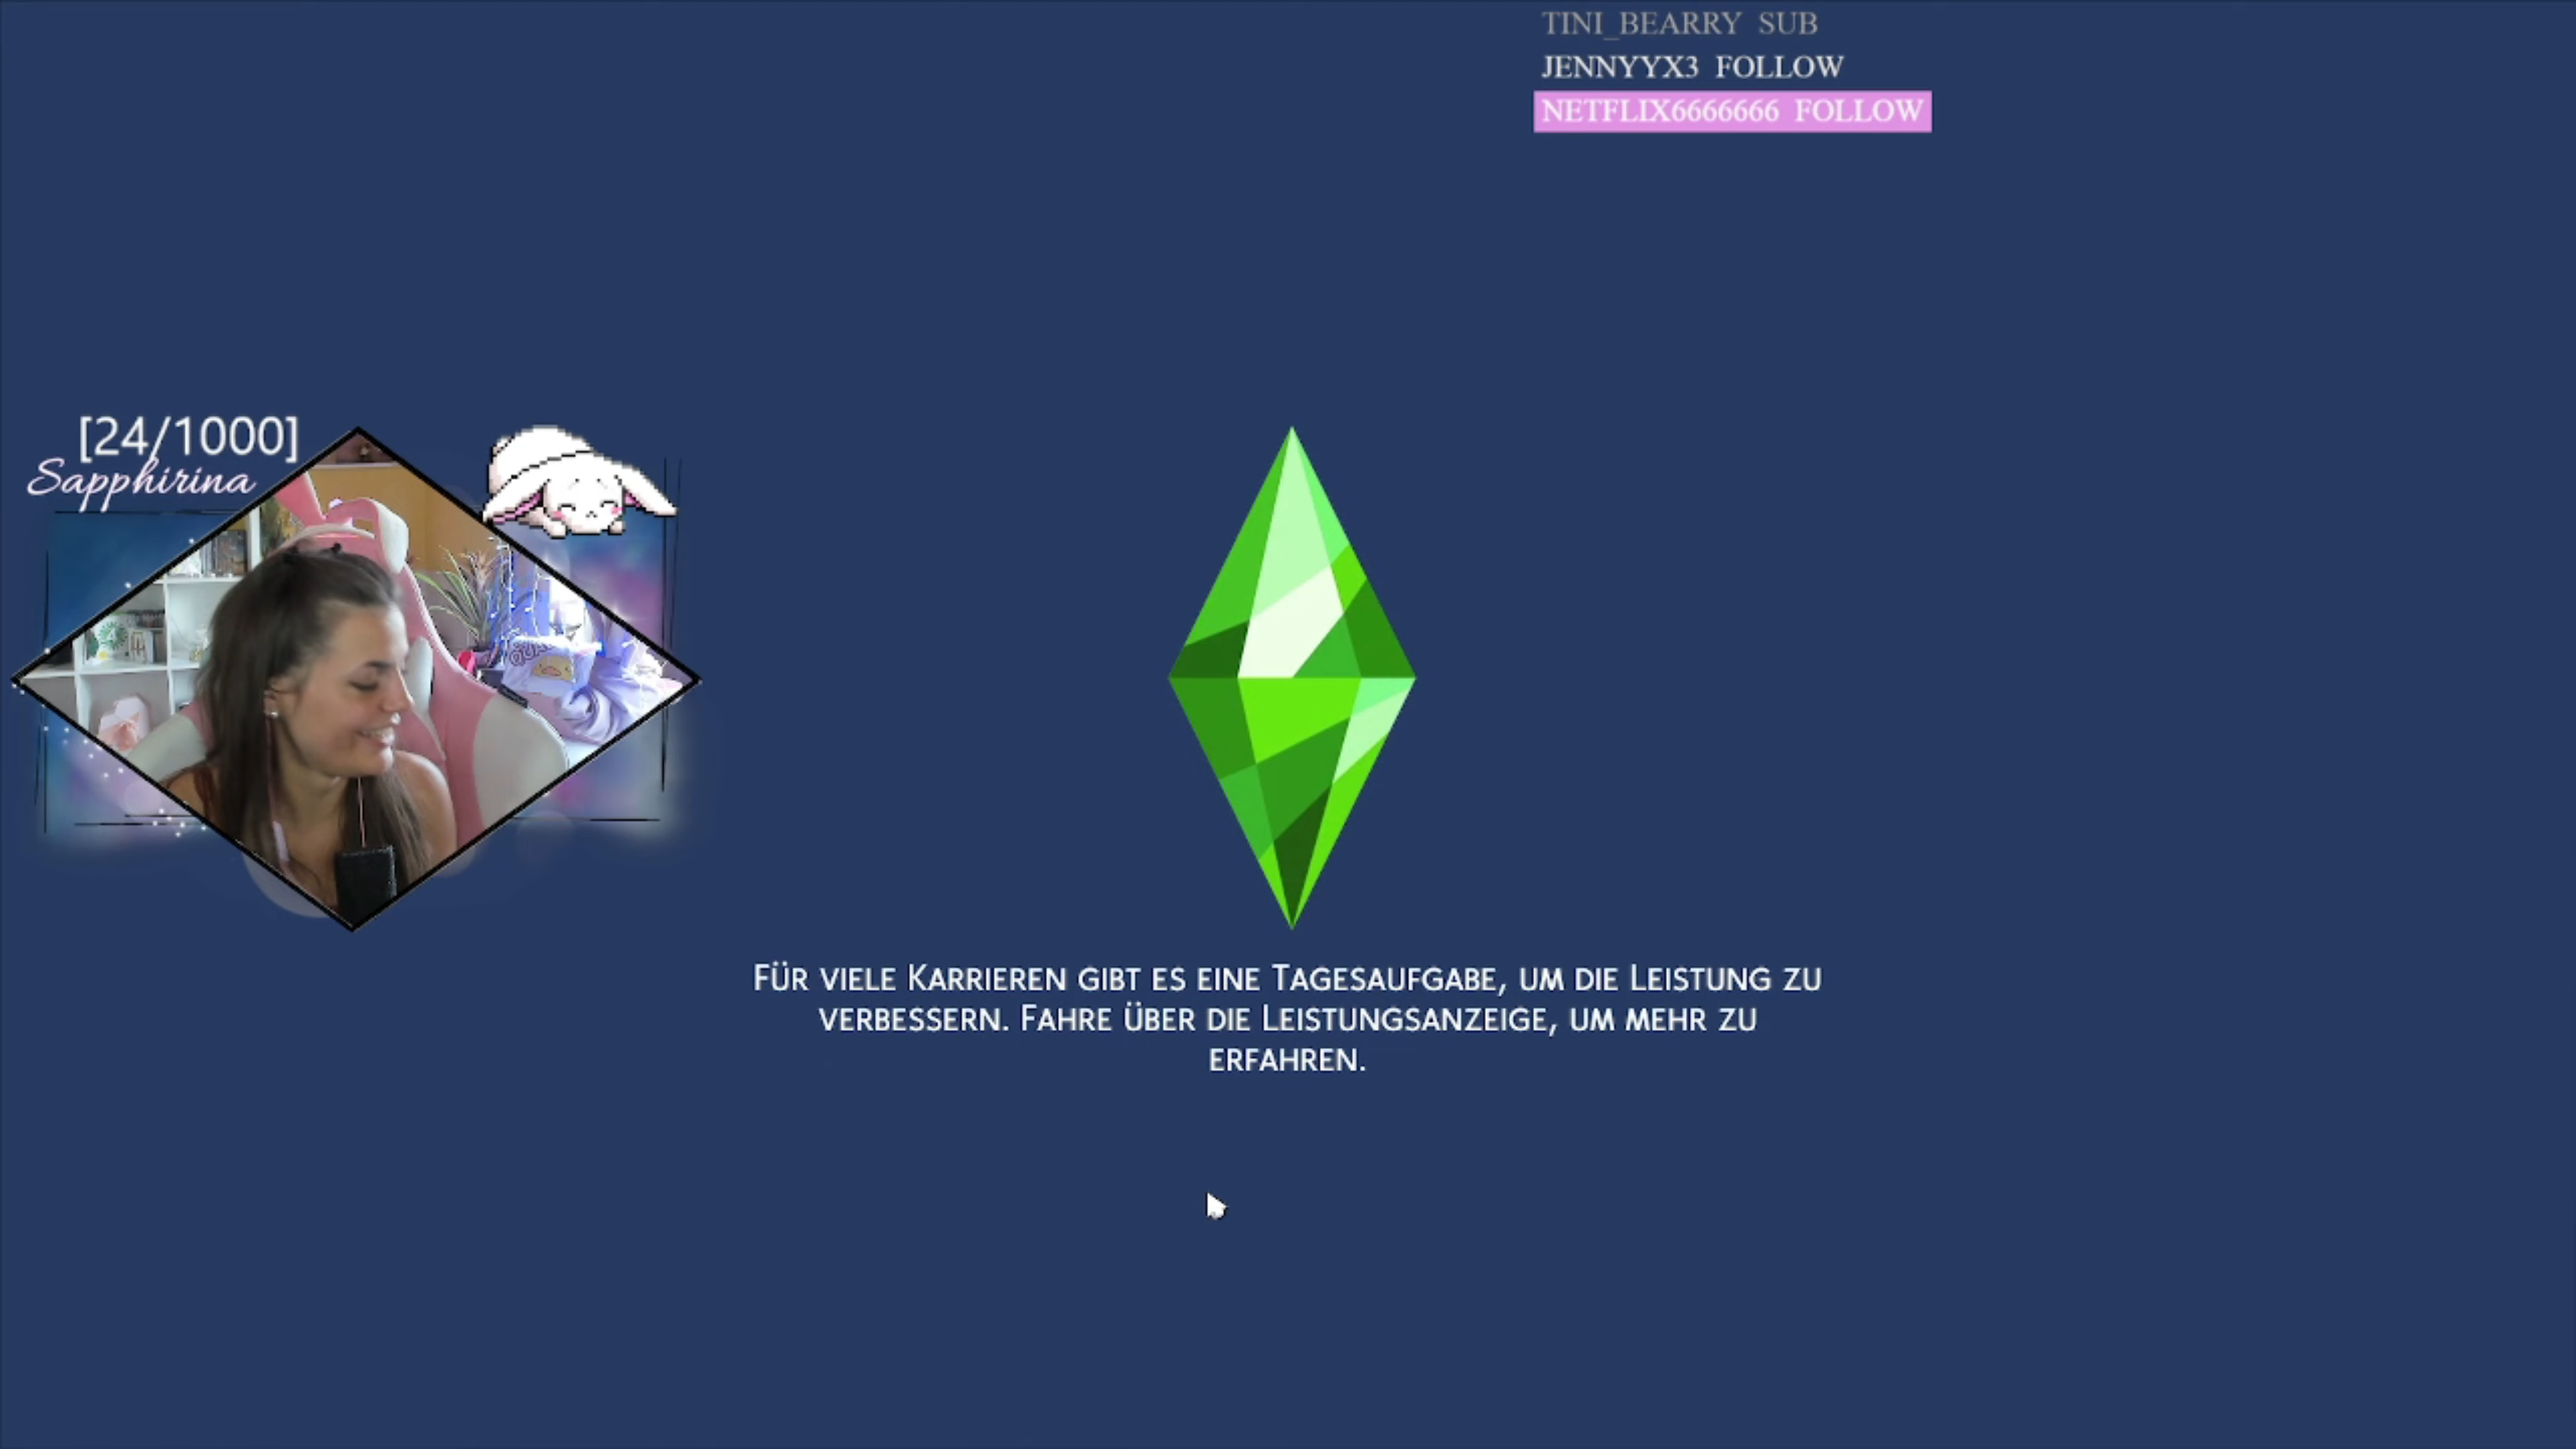 TINI_BEARRY SUB
JENNYYX3 FOLLOW
NETFLIX6666666 FOLLOW
[24/1000]
Sapphirina
FÜR VIELE KARRIEREN GIBT ES EINE TAGESAUFGABE, UM DIE LEISTUNG ZU
VERBESSERN. FAHRE ÜBER DIE LEISTUNGSANZEIGE, UM MEHR ZU
ERFAHREN.